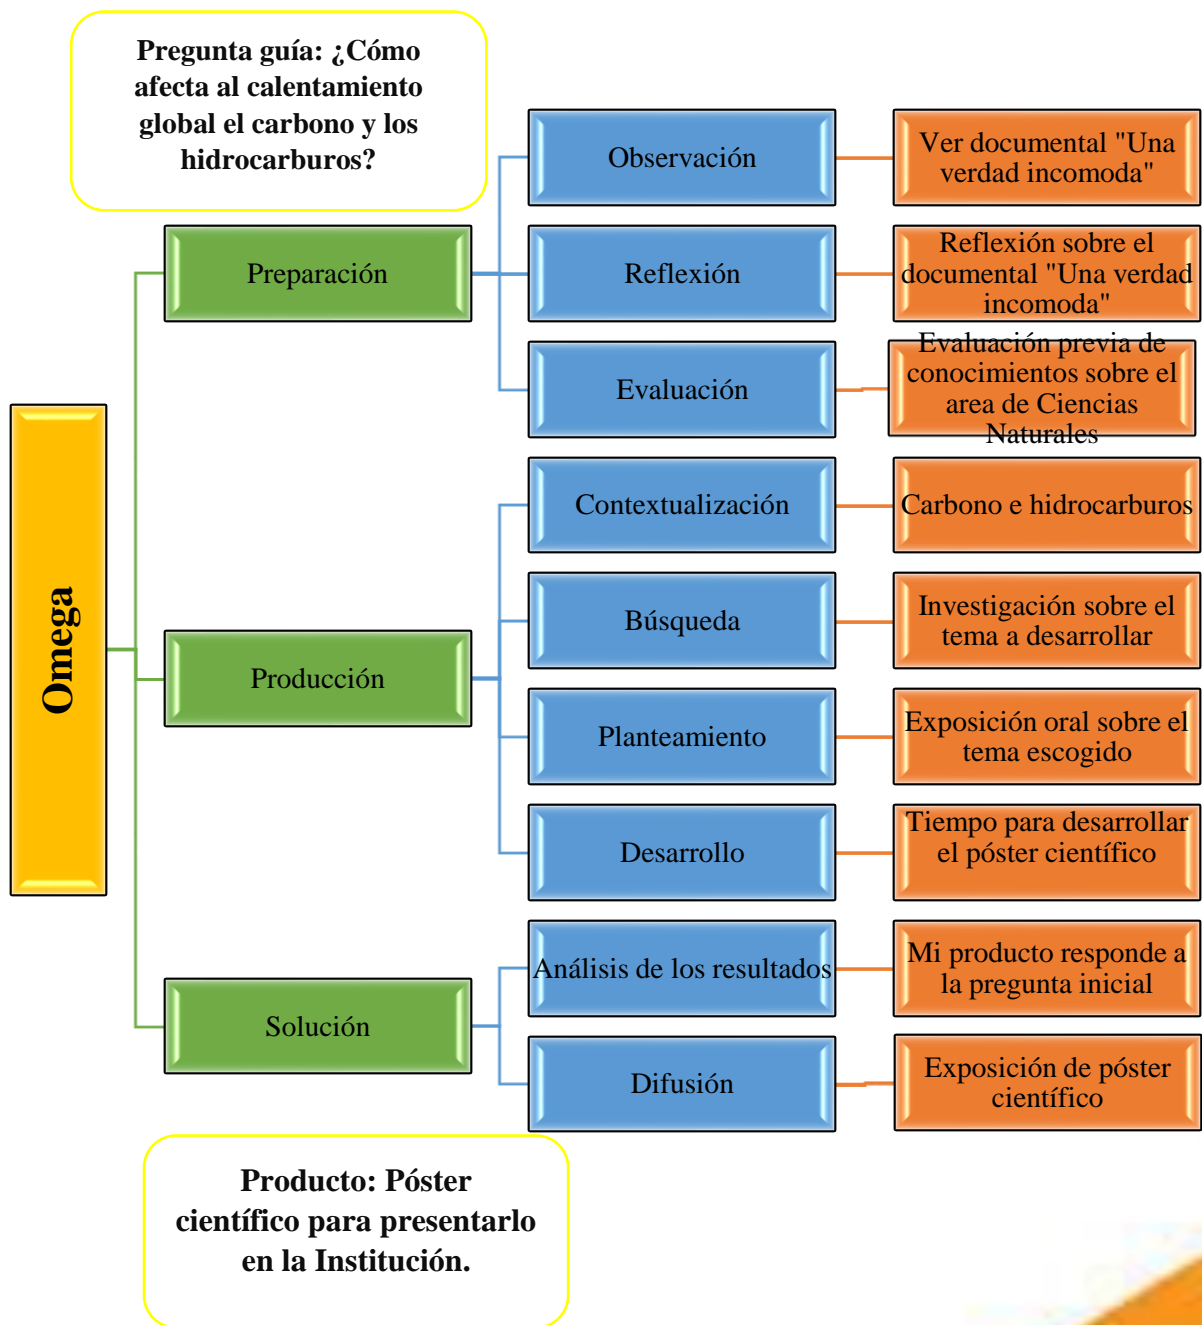 Pregunta guía: ¿Cómo
afecta al calentamiento
global el carbono y los
hidrocarburos?
Omega
Preparación
Observación
Ver documental "Una
verdad incomoda"
Reflexión
Reflexión sobre el
documental "Una verdad
incomoda"
Evaluación
Evaluación previa de
conocimientos sobre el
area de Ciencias
Naturales
Producción
Contextualización
Carbono e hidrocarburos
Búsqueda
Investigación sobre el
tema a desarrollar
Planteamiento
Exposición oral sobre el
tema escogido
Desarrollo
Tiempo para desarrollar
el póster científico
Solución
Análisis de los resultados
Mi producto responde a
la pregunta inicial
Difusión
Exposición de póster
científico
Producto: Póster
científico para presentarlo
en la Institución.